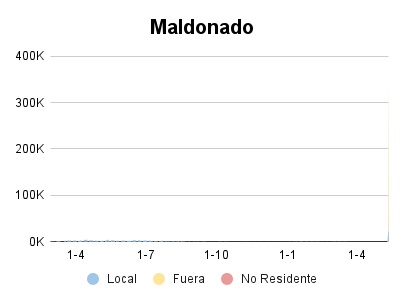 Maldonado
400K
300K
200K
100K
0K
1-4 1-7 1-10 1-1 1-4
Local Fuera No Residente